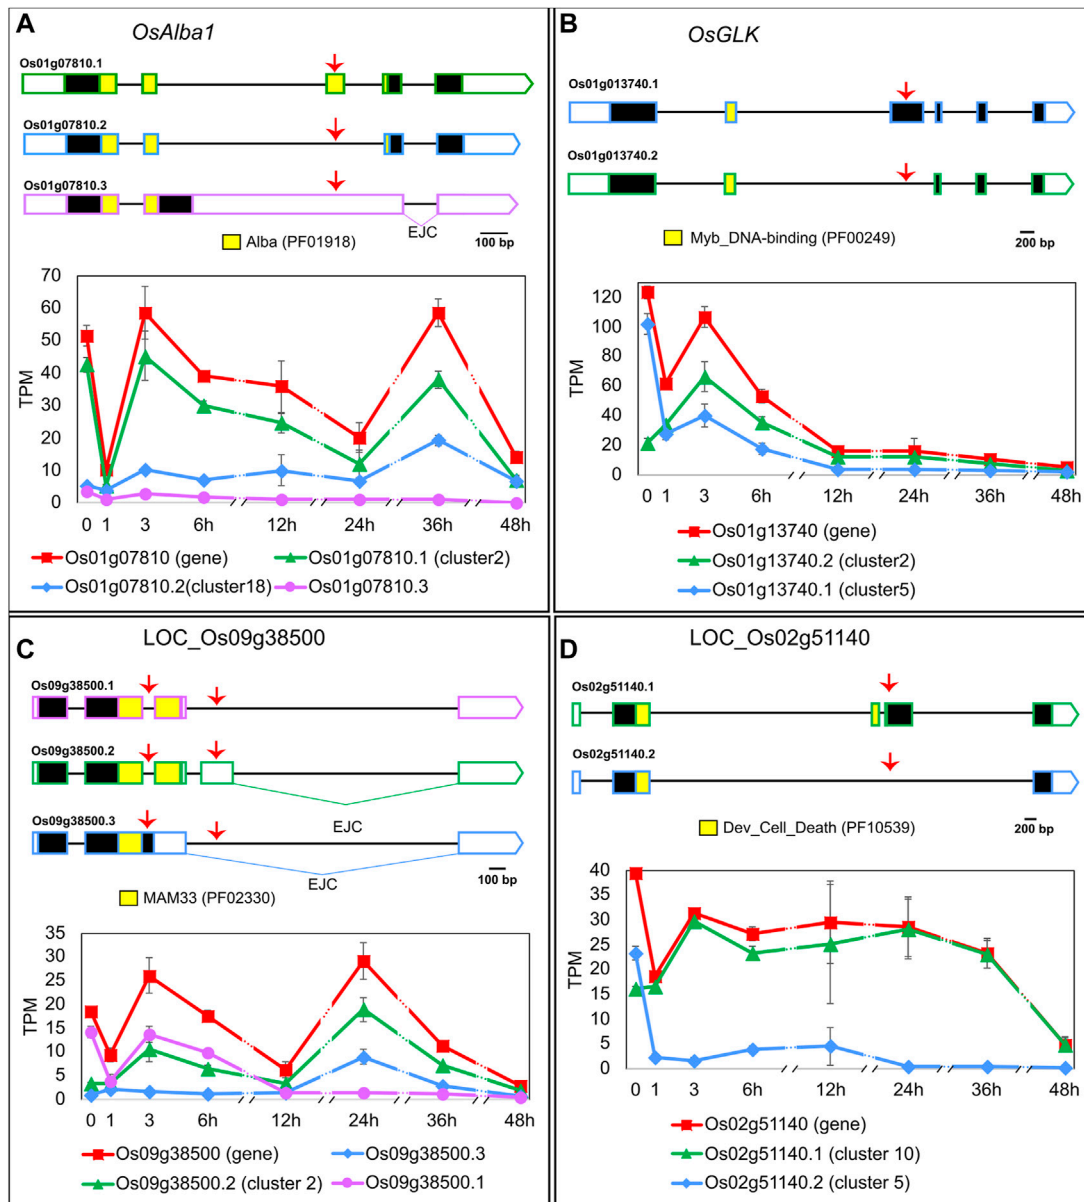 A
OsAlba1
Os01g07810.1
Os01g07810.2
Os01g07810.3
EJC
Alba (PF01918)
100 bp
70
60
50
40
30
20
10
0
TPM
0 1 3 6h 12h 24h 36h 48h
Os01g07810 (gene)
Os01g07810.1 (cluster2)
Os01g07810.2(cluster18)
Os01g07810.3
B
OsGLK
Os01g013740.1
Os01g013740.2
Myb_DNA-binding (PF00249)
200 bp
120
100
80
60
40
20
0
TPM
0 1 3 6h 12h 24h 36h 48h
Os01g13740 (gene)
Os01g13740.2 (cluster2)
Os01g13740.1 (cluster5)
C
LOC_Os09g38500
Os09g38500.1
Os09g38500.2
EJC
Os09g38500.3
EJC
MAM33 (PF02330)
100 bp
35
30
25
20
15
10
5
0
TPM
0 1 3 6h 12h 24h 36h 48h
Os09g38500 (gene)
Os09g38500.3
Os09g38500.2 (cluster 2)
Os09g38500.1
D
LOC_Os02g51140
Os02g51140.1
Os02g51140.2
Dev_Cell_Death (PF10539)
200 bp
40
35
30
25
20
15
10
5
0
TPM
0 1 3 6h 12h 24h 36h 48h
Os02g51140 (gene)
Os02g51140.1 (cluster 10)
Os02g51140.2 (cluster 5)